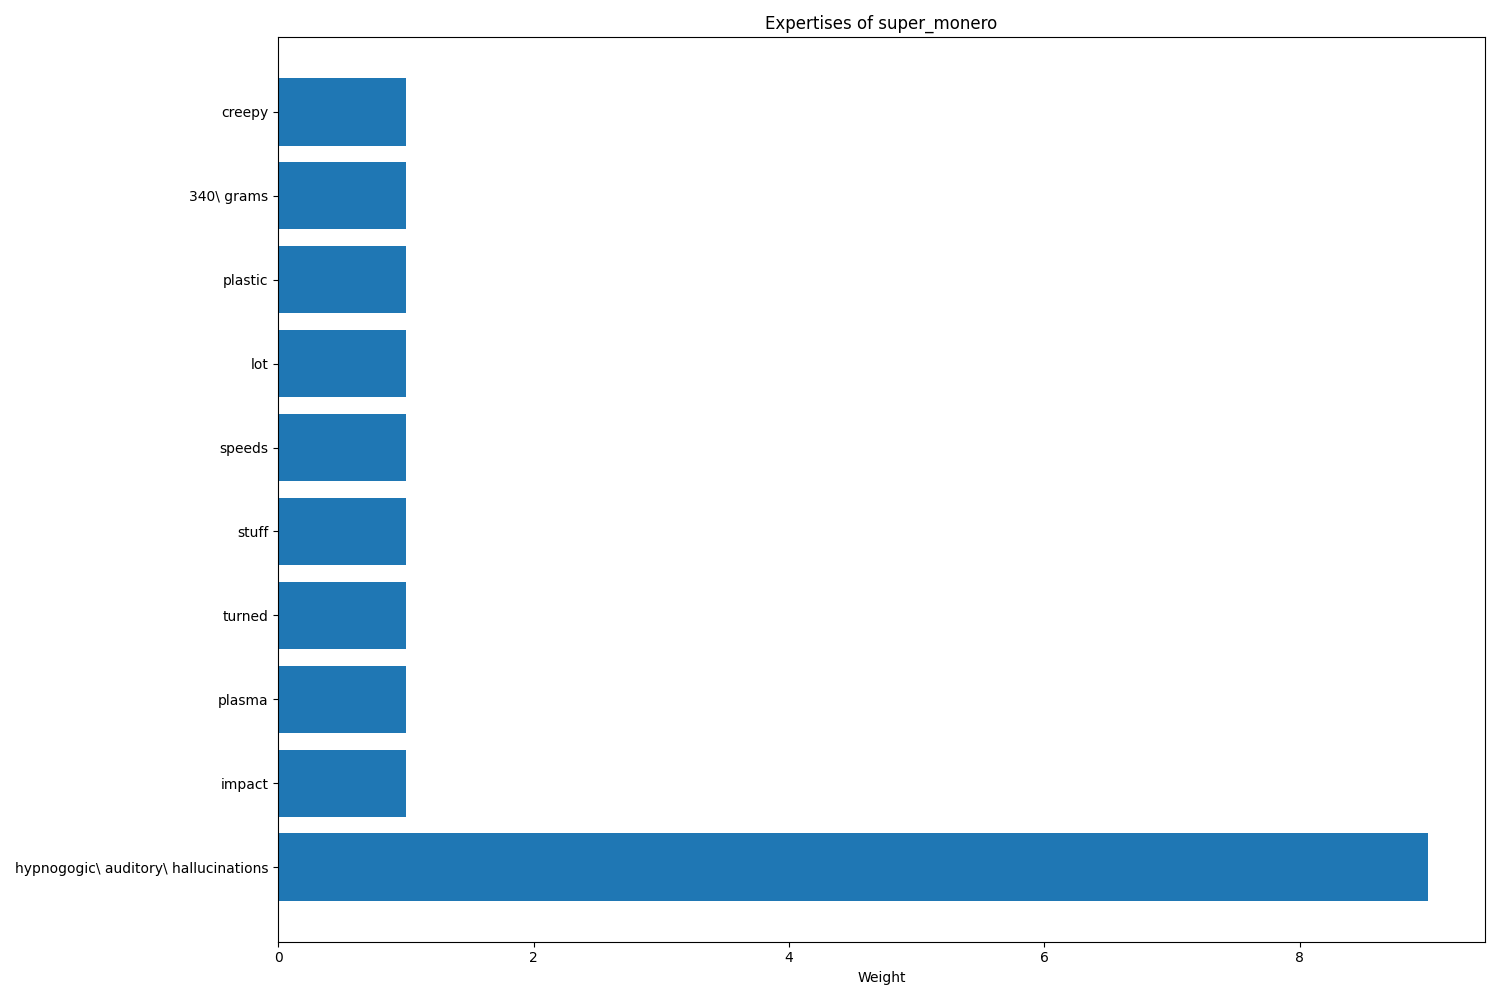 Expertises of super_monero
creepy
340\ grams
plastic
lot
speeds
stuff
turned
plasma
impact
hypnogogic\ auditory\ hallucinations
0 2 4 6 8
Weight